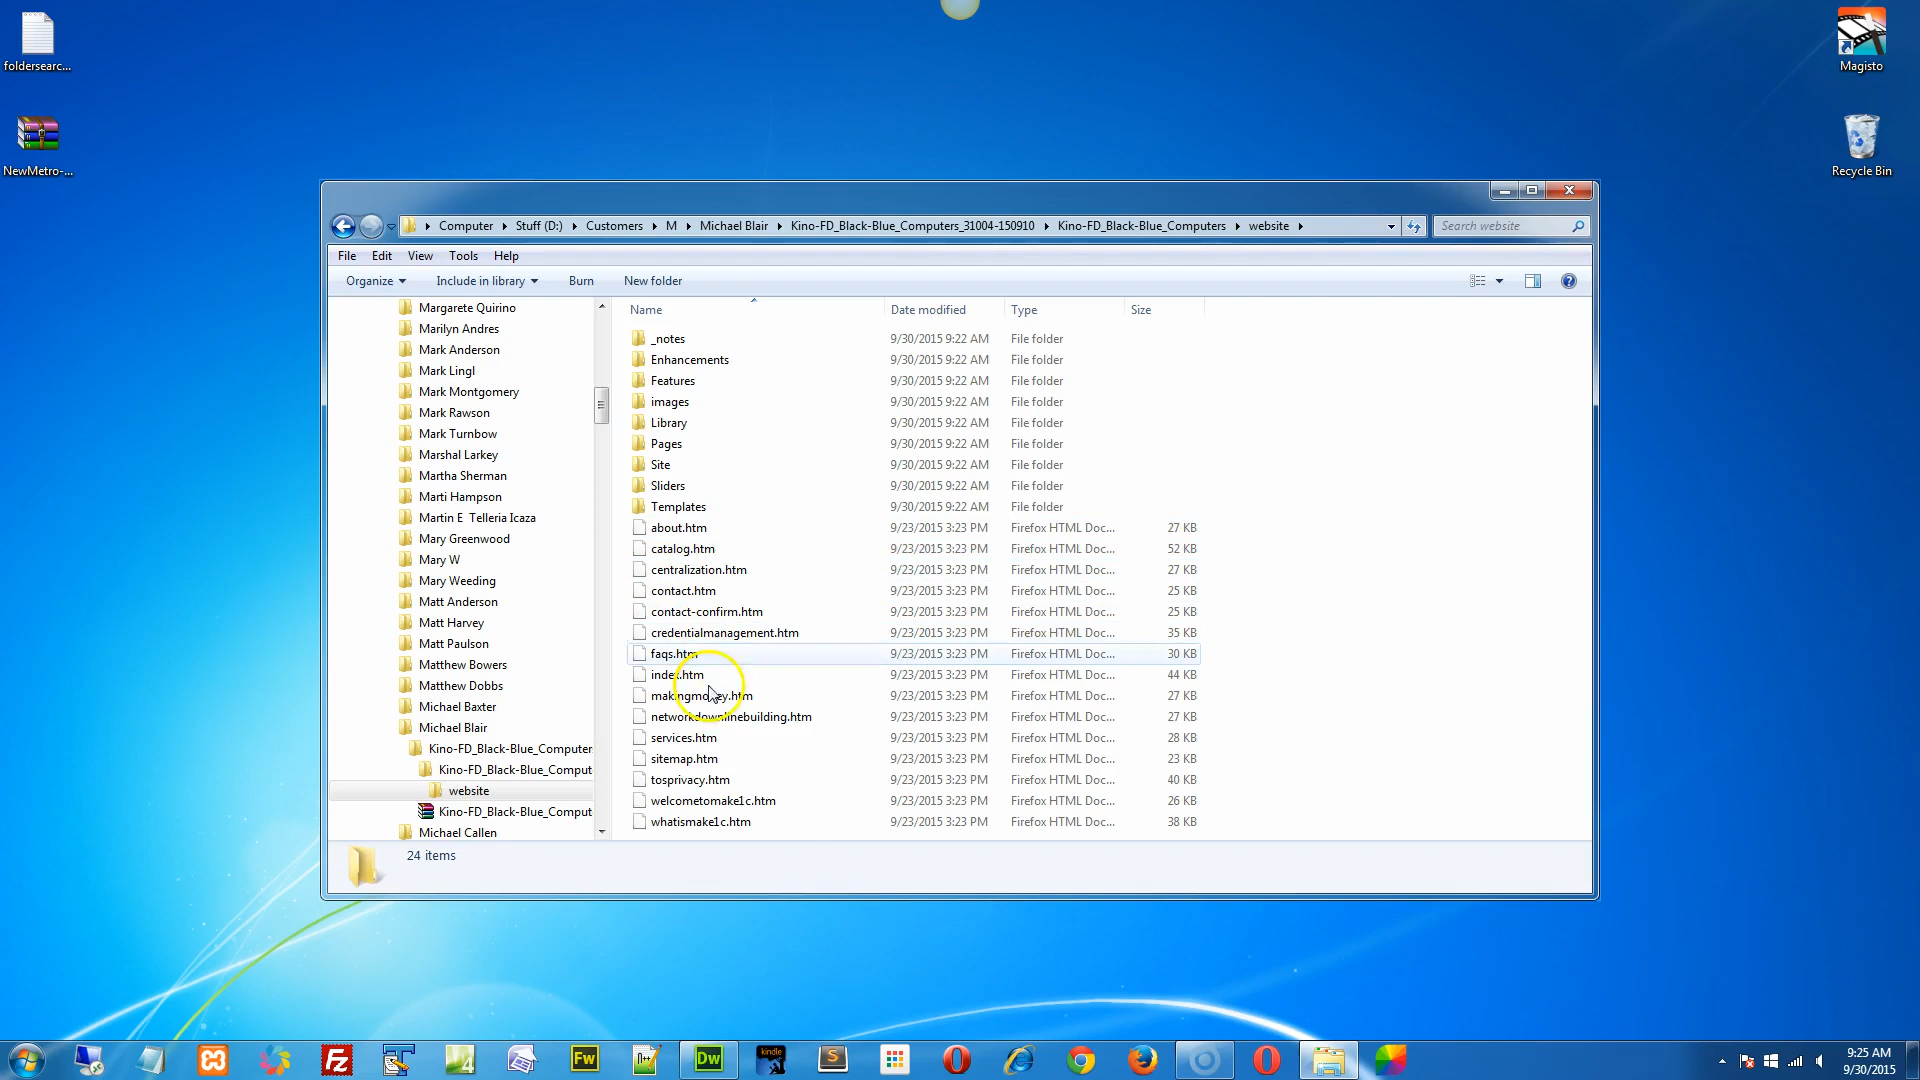 foldersearc...
NewMetro-...
Magisto
Recycle Bin
Computer Stuff (D:) Customers M Michael Blair Kino-FD_Black-Blue_Computers_31004-150910 Kino-FD_Black-Blue_Computers website
Search website
File Edit View Tools Help
Organize Include in library Burn New folder
Margarete Quirino
Marilyn Andres
Mark Anderson
Mark Lingl
Mark Montgomery
Mark Rawson
Mark Turnbow
Marshal Larkey
Martha Sherman
Marti Hampson
Martin E Telleria Icaza
Mary Greenwood
Mary W
Mary Weeding
Matt Anderson
Matt Harvey
Matt Paulson
Matthew Bowers
Matthew Dobbs
Michael Baxter
Michael Blair
Kino-FD_Black-Blue_Computers
Kino-FD_Black-Blue_Comput
website
Kino-FD_Black-Blue_Comput
Michael Callen
Name Date modified Type Size
_notes 9/30/2015 9:22 AM File folder
Enhancements 9/30/2015 9:22 AM File folder
Features 9/30/2015 9:22 AM File folder
images 9/30/2015 9:22 AM File folder
Library 9/30/2015 9:22 AM File folder
Pages 9/30/2015 9:22 AM File folder
Site 9/30/2015 9:22 AM File folder
Sliders 9/30/2015 9:22 AM File folder
Templates 9/30/2015 9:22 AM File folder
about.htm 9/23/2015 3:23 PM Firefox HTML Doc... 27 KB
catalog.htm 9/23/2015 3:23 PM Firefox HTML Doc... 52 KB
centralization.htm 9/23/2015 3:23 PM Firefox HTML Doc... 27 KB
contact.htm 9/23/2015 3:23 PM Firefox HTML Doc... 25 KB
contact-confirm.htm 9/23/2015 3:23 PM Firefox HTML Doc... 25 KB
credentialmanagement.htm 9/23/2015 3:23 PM Firefox HTML Doc... 35 KB
faqs.htm 9/23/2015 3:23 PM Firefox HTML Doc... 30 KB
index.htm 9/23/2015 3:23 PM Firefox HTML Doc... 44 KB
makingmoney.htm 9/23/2015 3:23 PM Firefox HTML Doc... 27 KB
networkdownlinebuilding.htm 9/23/2015 3:23 PM Firefox HTML Doc... 27 KB
services.htm 9/23/2015 3:23 PM Firefox HTML Doc... 28 KB
sitemap.htm 9/23/2015 3:23 PM Firefox HTML Doc... 23 KB
tosprivacy.htm 9/23/2015 3:23 PM Firefox HTML Doc... 40 KB
welcometomake1c.htm 9/23/2015 3:23 PM Firefox HTML Doc... 26 KB
whatismake1c.htm 9/23/2015 3:23 PM Firefox HTML Doc... 38 KB
24 items
Fz
4
Fw
Dw
kindle
S
9:25 AM
9/30/2015